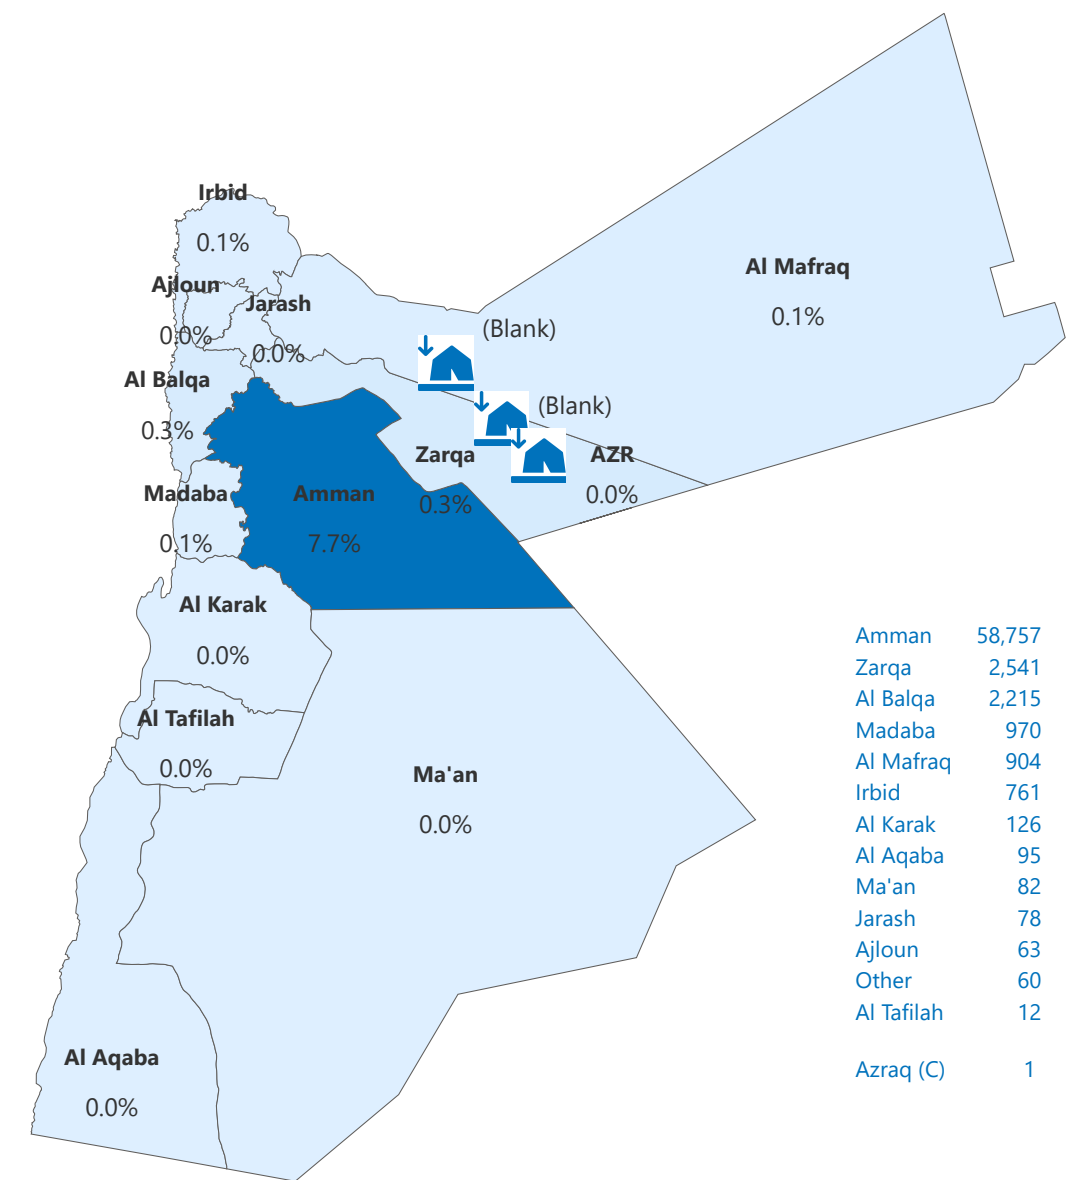 Irbid
0.1%
Ajloun
0.0%
Jarash
0.0%
Al Mafraq
0.1%
(Blank)
(Blank)
Al Balqa
0.3%
Zarqa
0.3%
AZR
0.0%
Madaba
0.1%
Amman
7.7%
Al Karak
0.0%
Al Tafilah
0.0%
Ma'an
0.0%
Al Aqaba
0.0%
Amman 58,757
Zarqa 2,541
Al Balqa 2,215
Madaba 970
Al Mafraq 904
Irbid 761
Al Karak 126
Al Aqaba 95
Ma'an 82
Jarash 78
Ajloun 63
Other 60
Al Tafilah 12
Azraq (C) 1